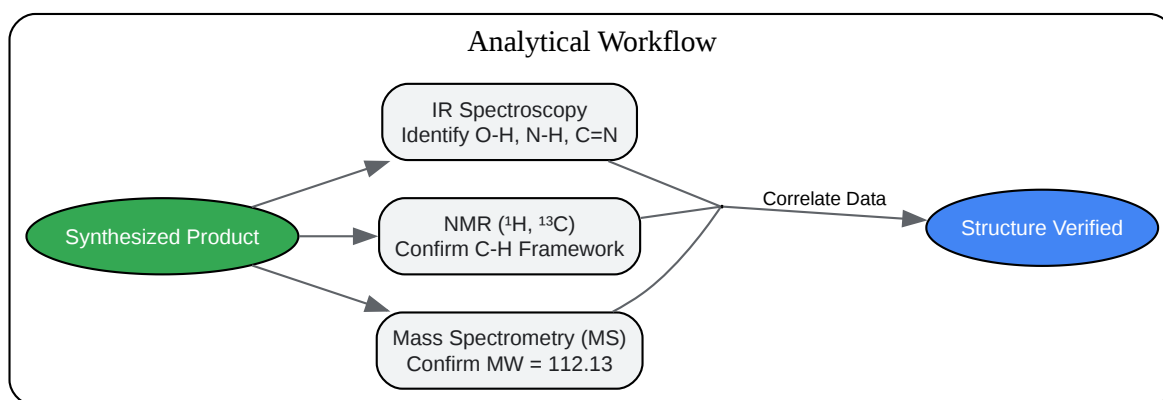 Analytical Workflow
IR Spectroscopy
Identify O-H, N-H, C=N
Synthesized Product
NMR (¹H, ¹³C)
Confirm C-H Framework
Mass Spectrometry (MS)
Confirm MW = 112.13
Correlate Data
Structure Verified